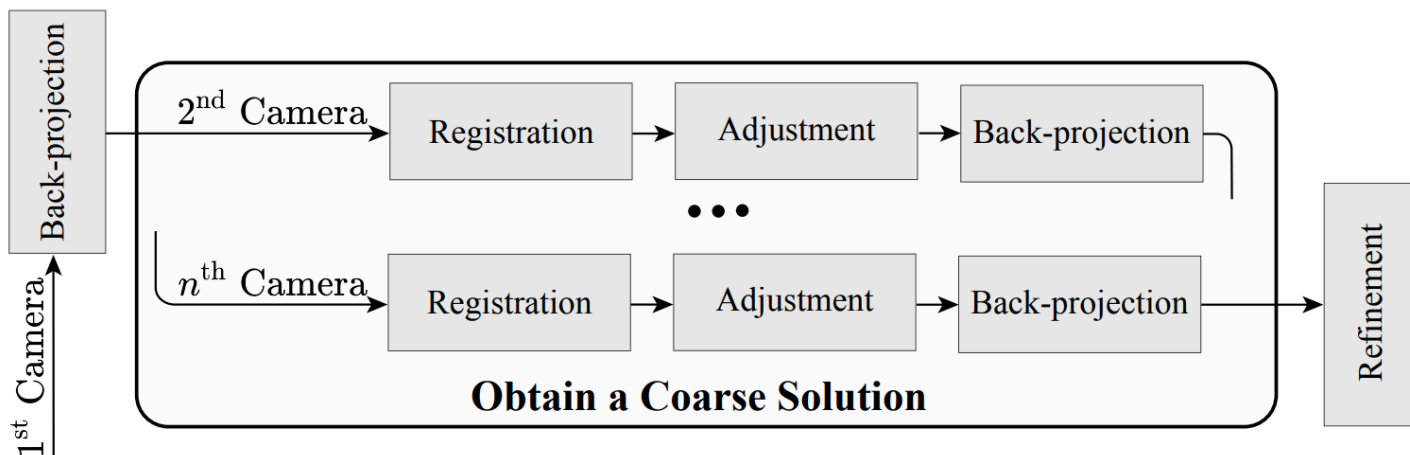 1st Camera
Back-projection
2nd Camera
Registration
Adjustment
Back-projection
•••
nth Camera
Registration
Adjustment
Back-projection
Obtain a Coarse Solution
Refinement